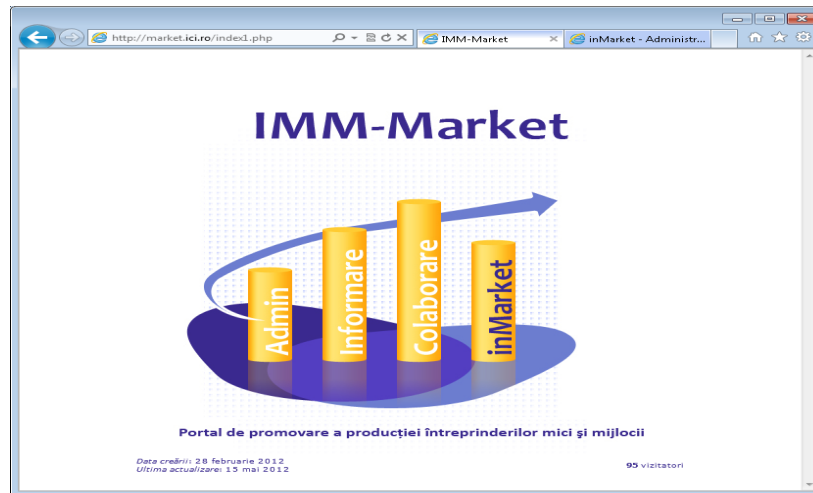 http://market.ici.ro/index1.php
IMM-Market
inMarket - Administr...
IMM-Market
Admin
Informare
Colaborare
inMarket
Portal de promovare a producției întreprinderilor mici şi mijlocii
Data creării: 28 februarie 2012
Ultima actualizare: 15 mai 2012
95 vizitatori